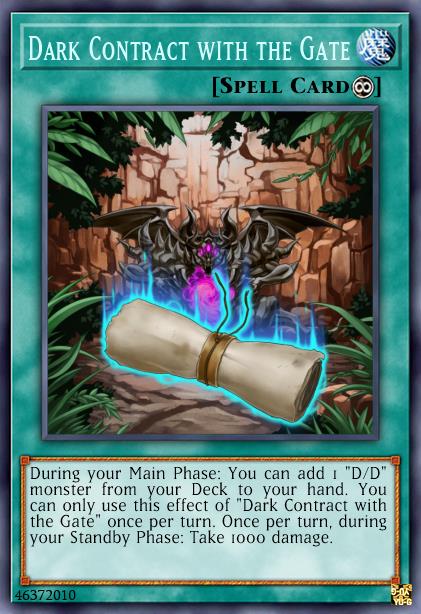 DARK CONTRACT WITH THE GATE
魔
[SPELL CARD]
During your Main Phase: You can add 1 "D/D"
monster from your Deck to your hand. You
can only use this effect of "Dark Contract with
the Gate" once per turn. Once per turn, during
your Standby Phase: Take 1000 damage.
46372010